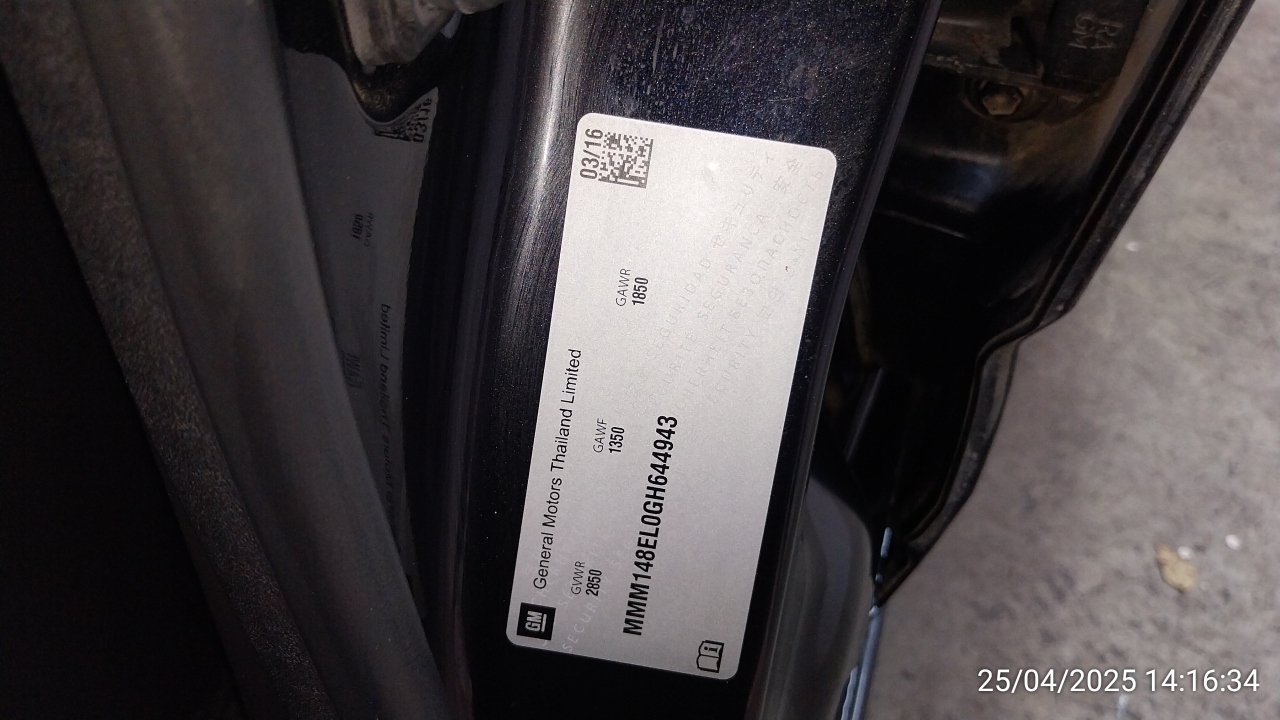 GM General Motors Thailand Limited 03/16
GVWR GAWF GAWR
2850 1350 1850
MMM148EL0GH644943
25/04/2025 14:16:34